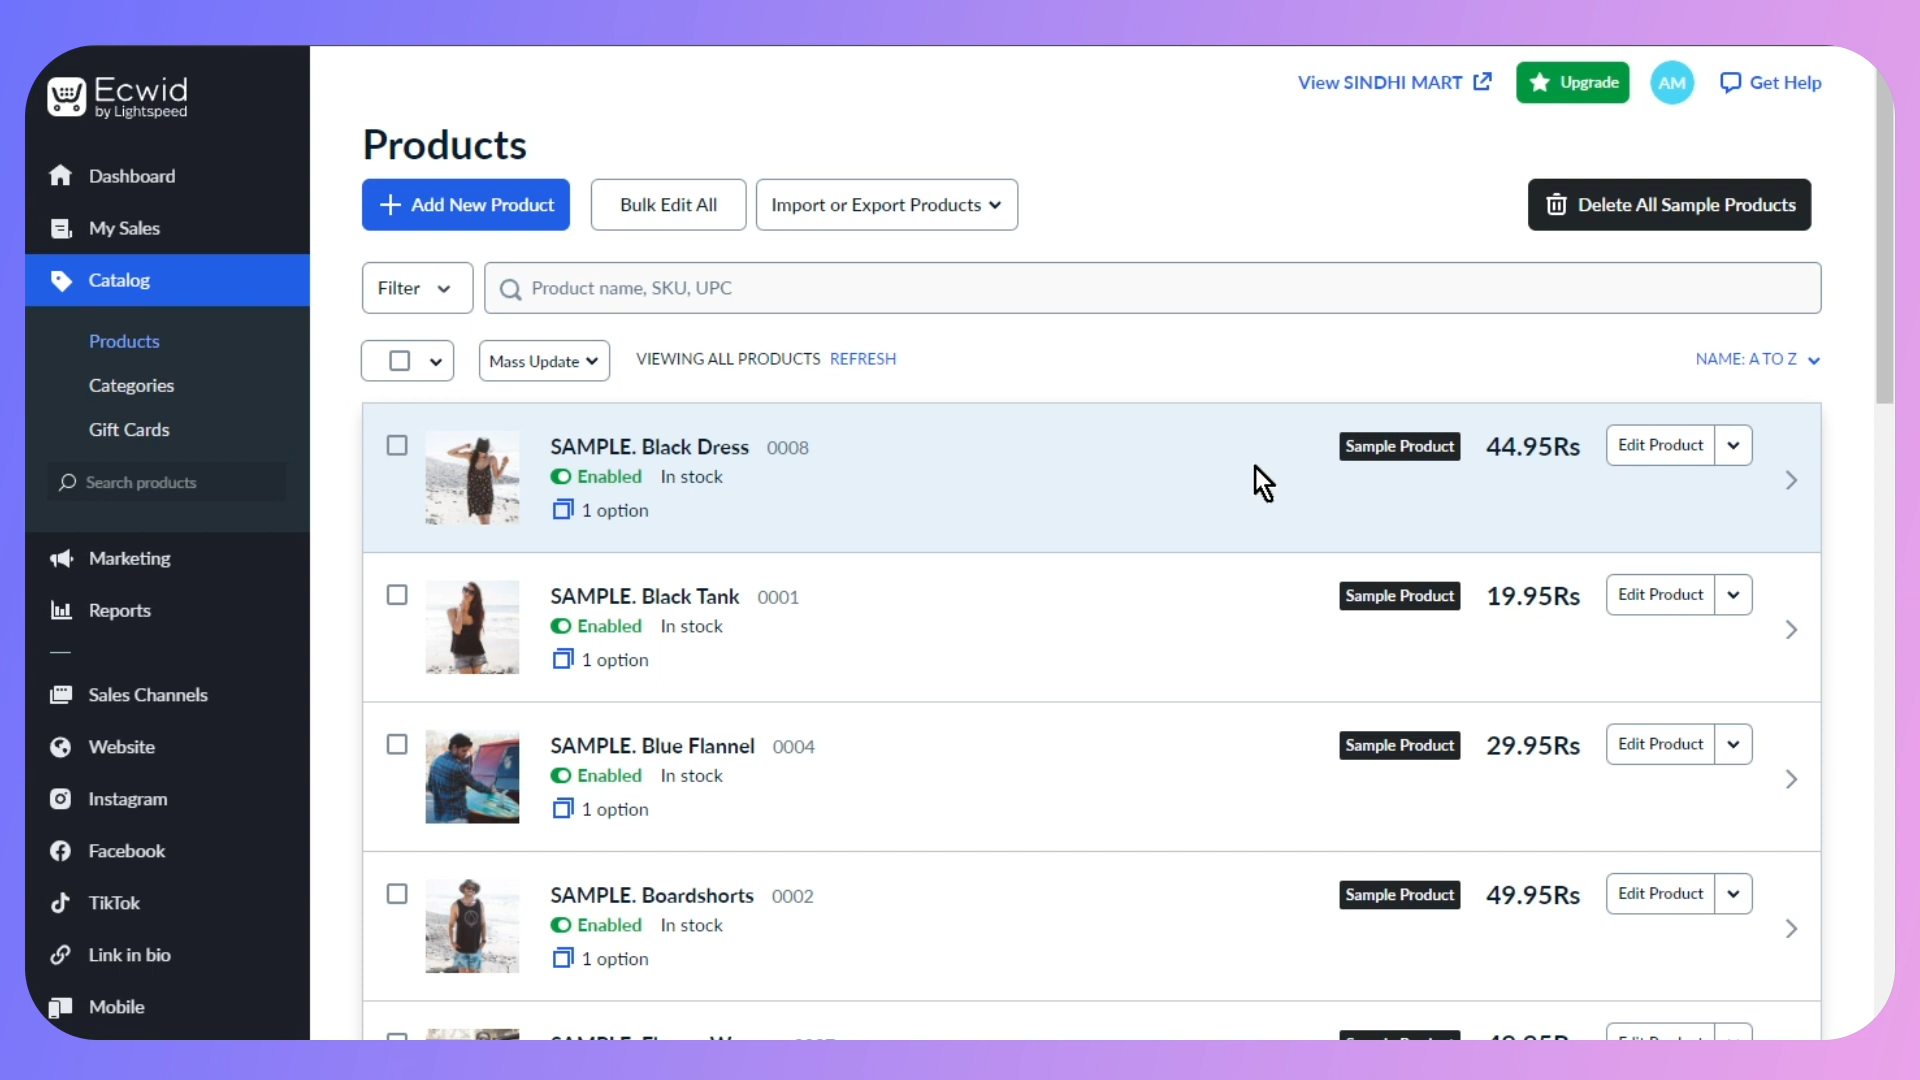 Ecwid
by Lightspeed
Dashboard
My Sales
Catalog
Products
Categories
Gift Cards
Search products
Marketing
Reports
Sales Channels
Website
Instagram
Facebook
TikTok
Link in bio
Mobile
View SINDHI MART
Upgrade
AM
Get Help
Products
Add New Product
Bulk Edit All
Import or Export Products
Delete All Sample Products
Filter
Product name, SKU, UPC
Mass Update
VIEWING ALL PRODUCTS REFRESH
NAME: A TO Z
SAMPLE. Black Dress 0008
Enabled In stock
1 option
Sample Product 44.95Rs Edit Product
SAMPLE. Black Tank 0001
Enabled In stock
1 option
Sample Product 19.95Rs Edit Product
SAMPLE. Blue Flannel 0004
Enabled In stock
1 option
Sample Product 29.95Rs Edit Product
SAMPLE. Boardshorts 0002
Enabled In stock
1 option
Sample Product 49.95Rs Edit Product